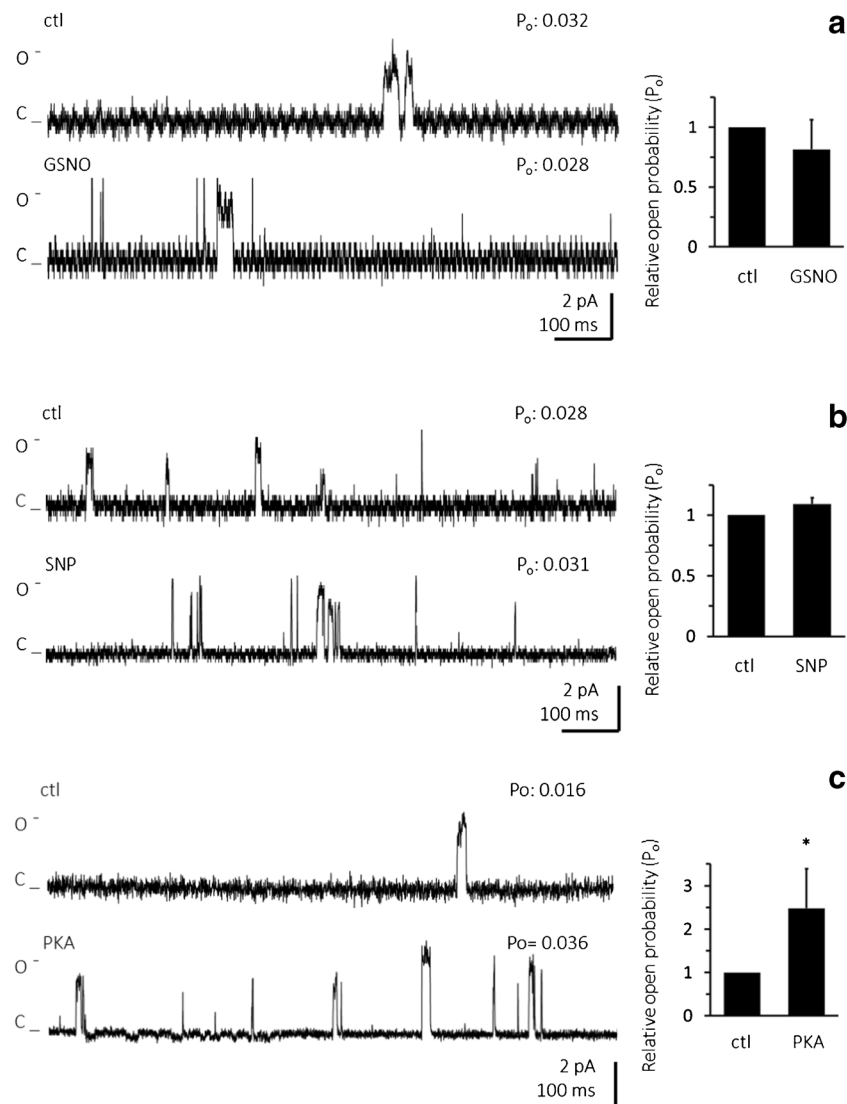 ctl
Pₒ: 0.032
a
O -
C _
GSNO
Pₒ: 0.028
O -
C _
2 pA
100 ms
Relative open probability (Pₒ)
1
0.5
0
ctl GSNO
ctl
Pₒ: 0.028
b
O -
C _
SNP
Pₒ: 0.031
O -
C _
2 pA
100 ms
Relative open probability (Pₒ)
1
0.5
0
ctl SNP
ctl
Po: 0.016
c
O -
C _
PKA
Po= 0.036
O -
C _
2 pA
100 ms
Relative open probability (Pₒ)
*
3
2
1
0
ctl PKA